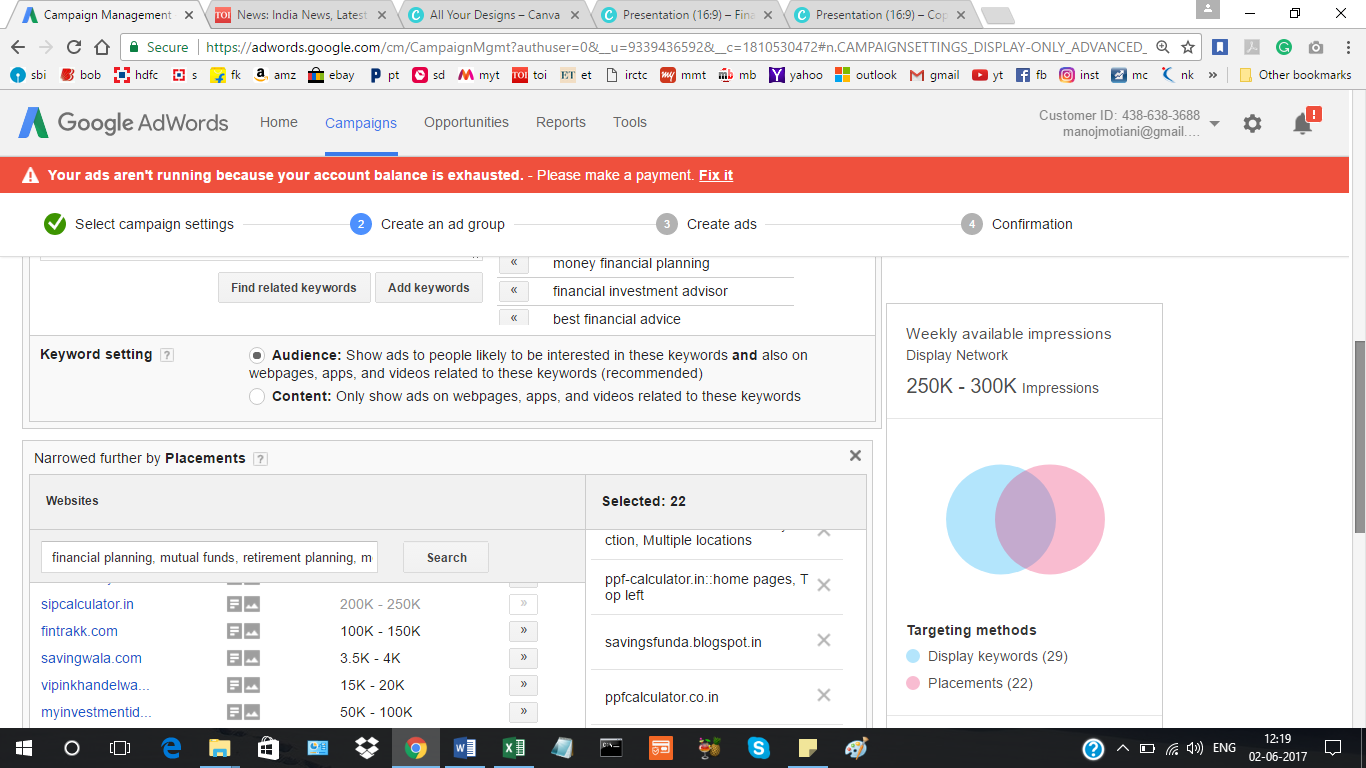 Campaign Management
News: India News, Latest
All Your Designs – Canva
Presentation (16:9) – Fina
Presentation (16:9) – Cop
Secure
https://adwords.google.com/cm/CampaignMgmt?authuser=0&__u=9339436592&__c=1810530472#n.CAMPAIGNSETTINGS_DISPLAY-ONLY_ADVANCED_
sbi bob hdfc s fk amz ebay pt sd myt toi et irctc mmt mb yahoo outlook gmail yt fb inst mc nk » Other bookmarks
Google AdWords
Home Campaigns Opportunities Reports Tools
Customer ID: 438-638-3688
manojmotiani@gmail....
Your ads aren't running because your account balance is exhausted. - Please make a payment. Fix it
Select campaign settings
2 Create an ad group
3 Create ads
4 Confirmation
« money financial planning
Find related keywords Add keywords
« financial investment advisor
« best financial advice
Keyword setting ?
Audience: Show ads to people likely to be interested in these keywords and also on
webpages, apps, and videos related to these keywords (recommended)
Content: Only show ads on webpages, apps, and videos related to these keywords
Narrowed further by Placements ?
Websites
financial planning, mutual funds, retirement planning, m Search
sipcalculator.in 200K - 250K »
fintrakk.com 100K - 150K »
savingwala.com 3.5K - 4K »
vipinkhandelwa... 15K - 20K »
myinvestmentid... 50K - 100K »
Selected: 22
ction, Multiple locations
ppf-calculator.in::home pages, T
op left
savingsfunda.blogspot.in
ppfcalculator.co.in
Weekly available impressions
Display Network
250K - 300K Impressions
Targeting methods
Display keywords (29)
Placements (22)
ENG
12:19
02-06-2017